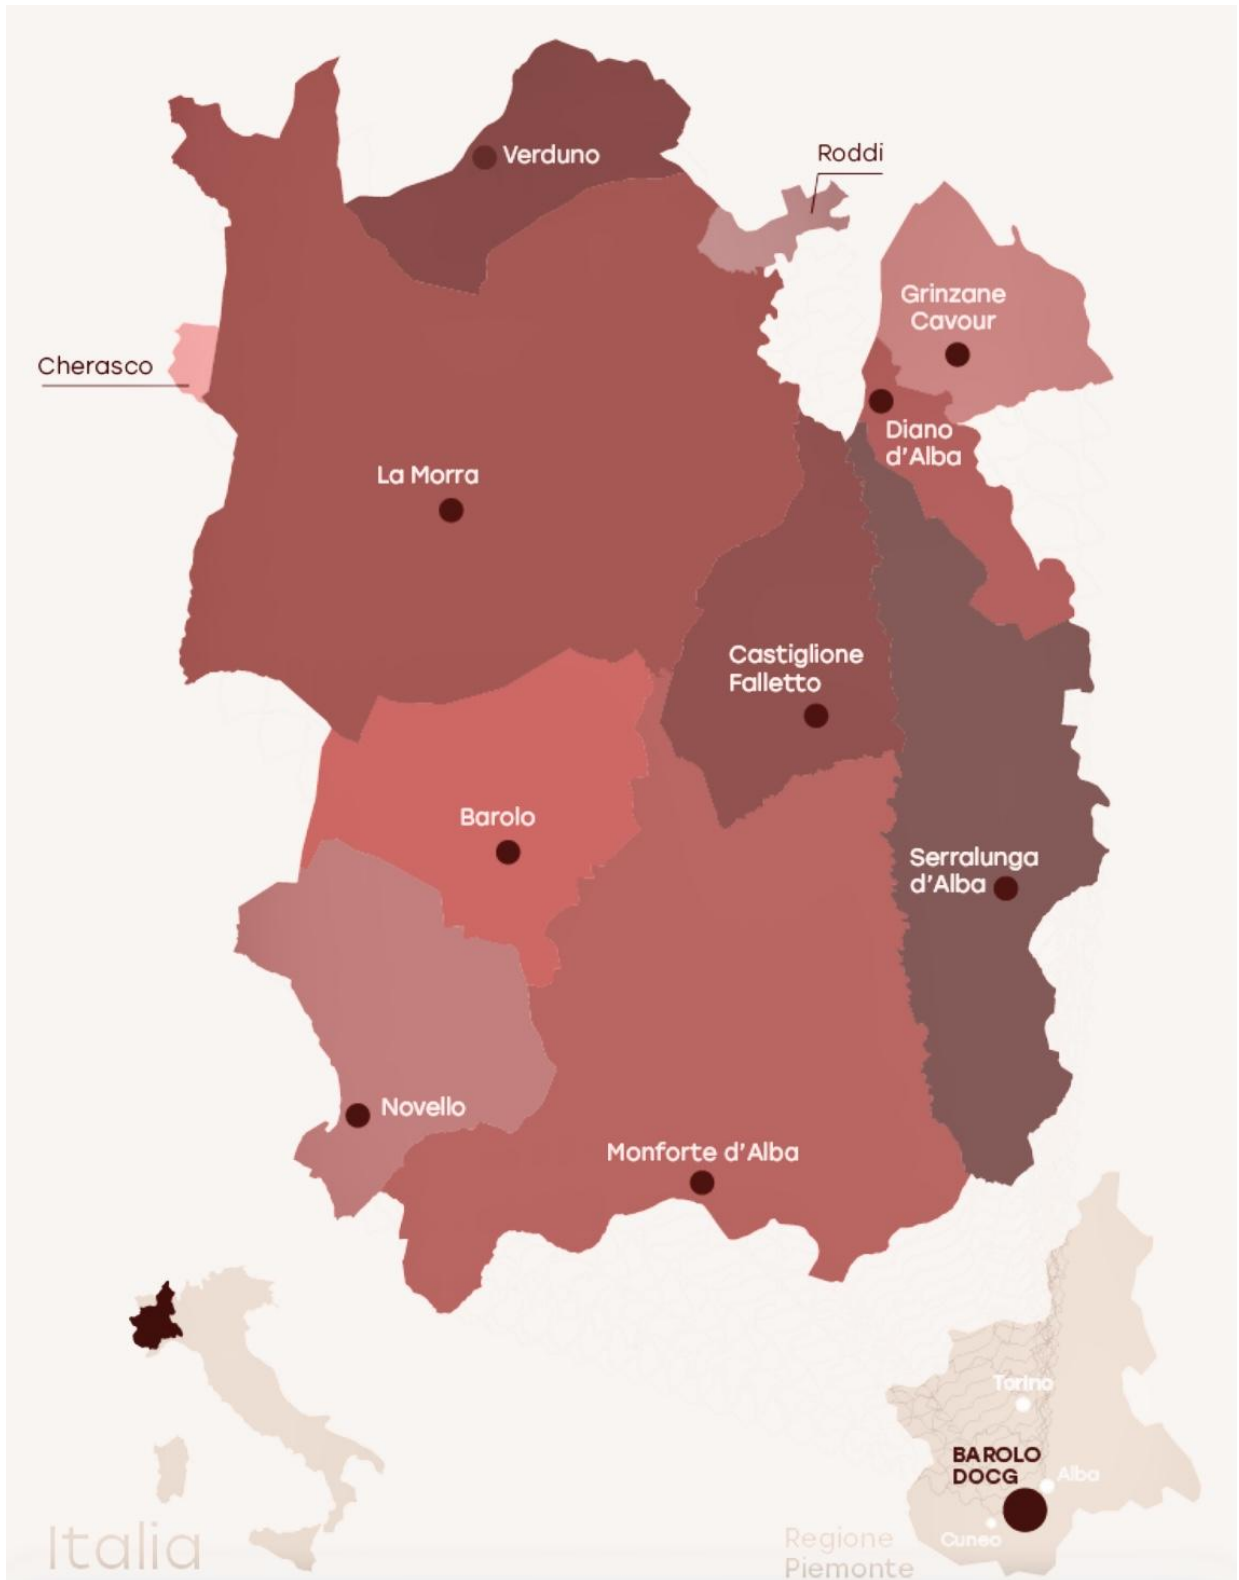 Verduno
Roddi
Grinzane
Cavour
Cherasco
Diano
d'Alba
La Morra
Castiglione
Falletto
Barolo
Serralunga
d'Alba
Novello
Monforte d'Alba
Torino
BAROLO
DOCG
Alba
Cuneo
Italia
Regione
Piemonte